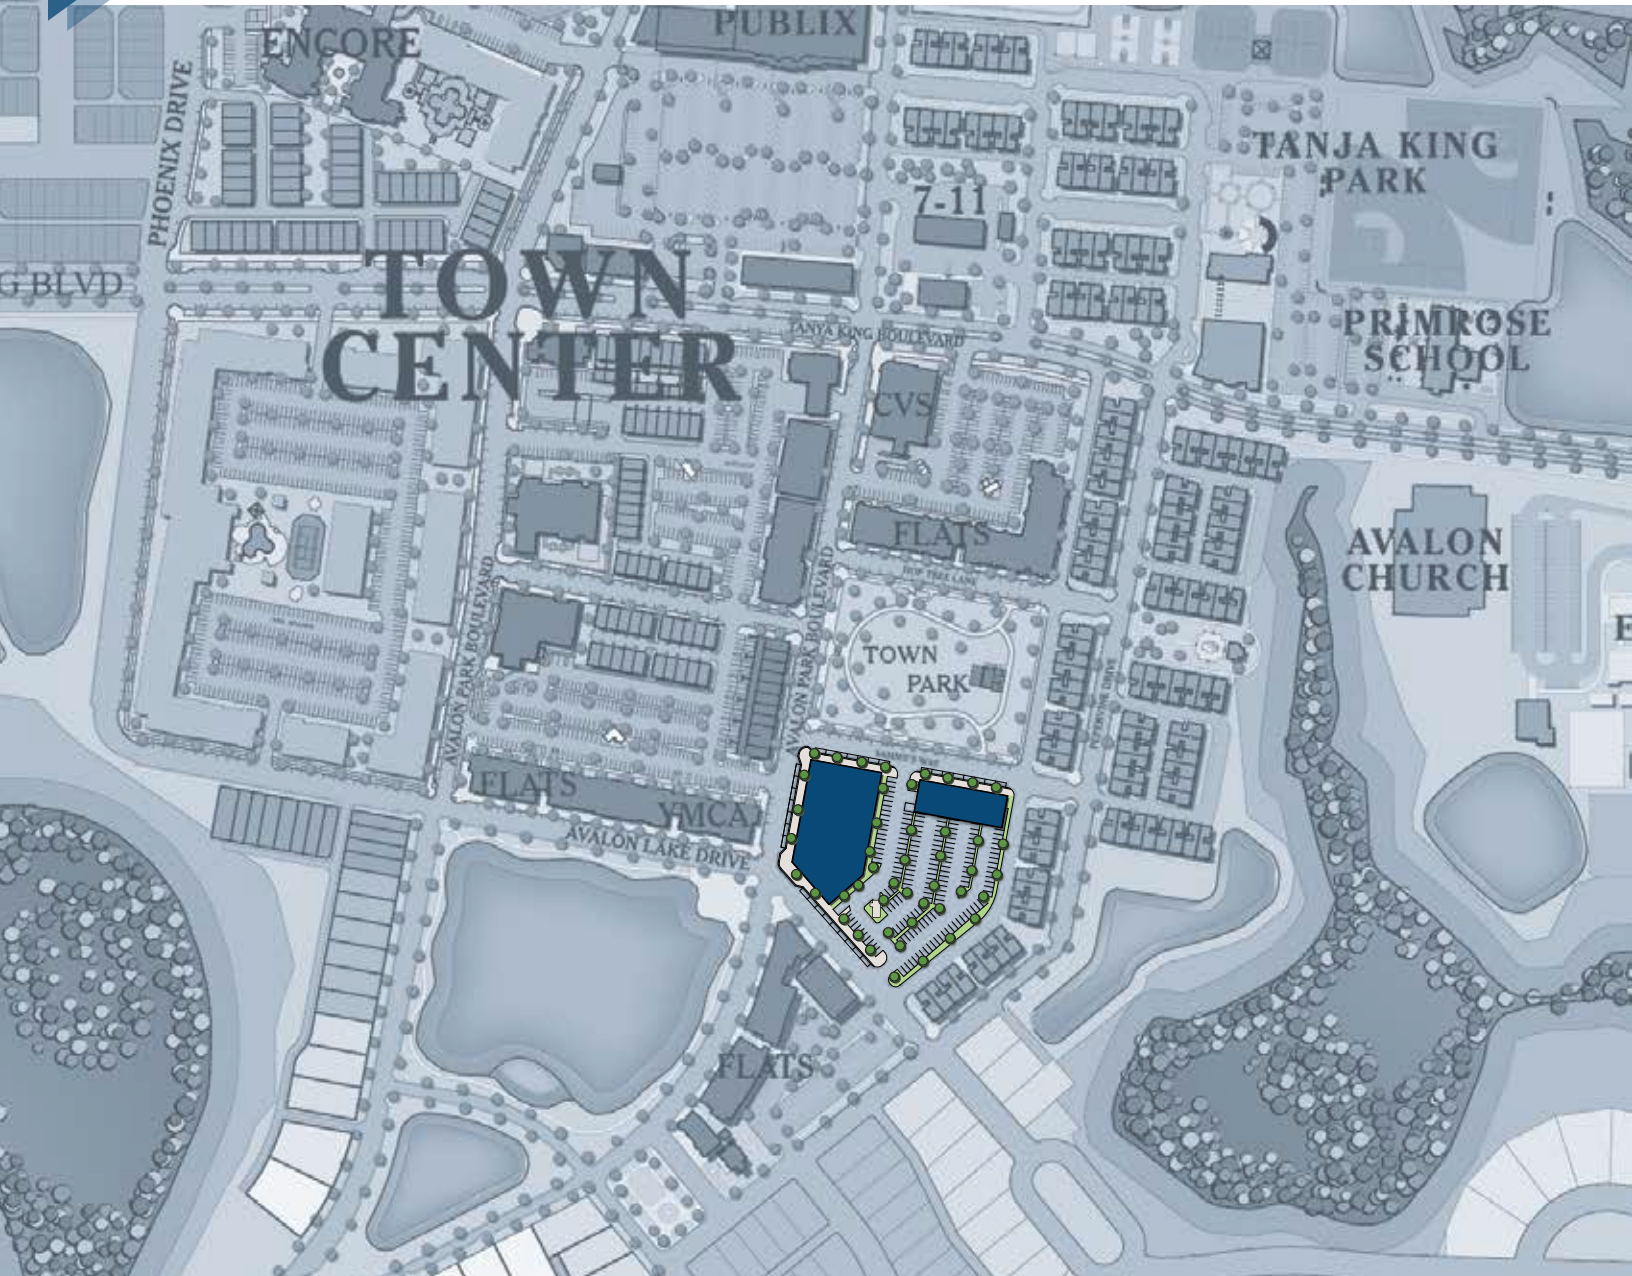 PUBLIX
ENCORE
PHOENIX DRIVE
TANJA KING
PARK
7-11
TOWN
CENTER
G BLVD
TANYA KING BOULEVARD
PRIMROSE
SCHOOL
CVS
FLATS
AVALON
CHURCH
AVALON PARK BOULEVARD
AVALON PARK BOULEVARD
TOWN
PARK
E
FLATS
YMCA
AVALON LAKE DRIVE
FLATS